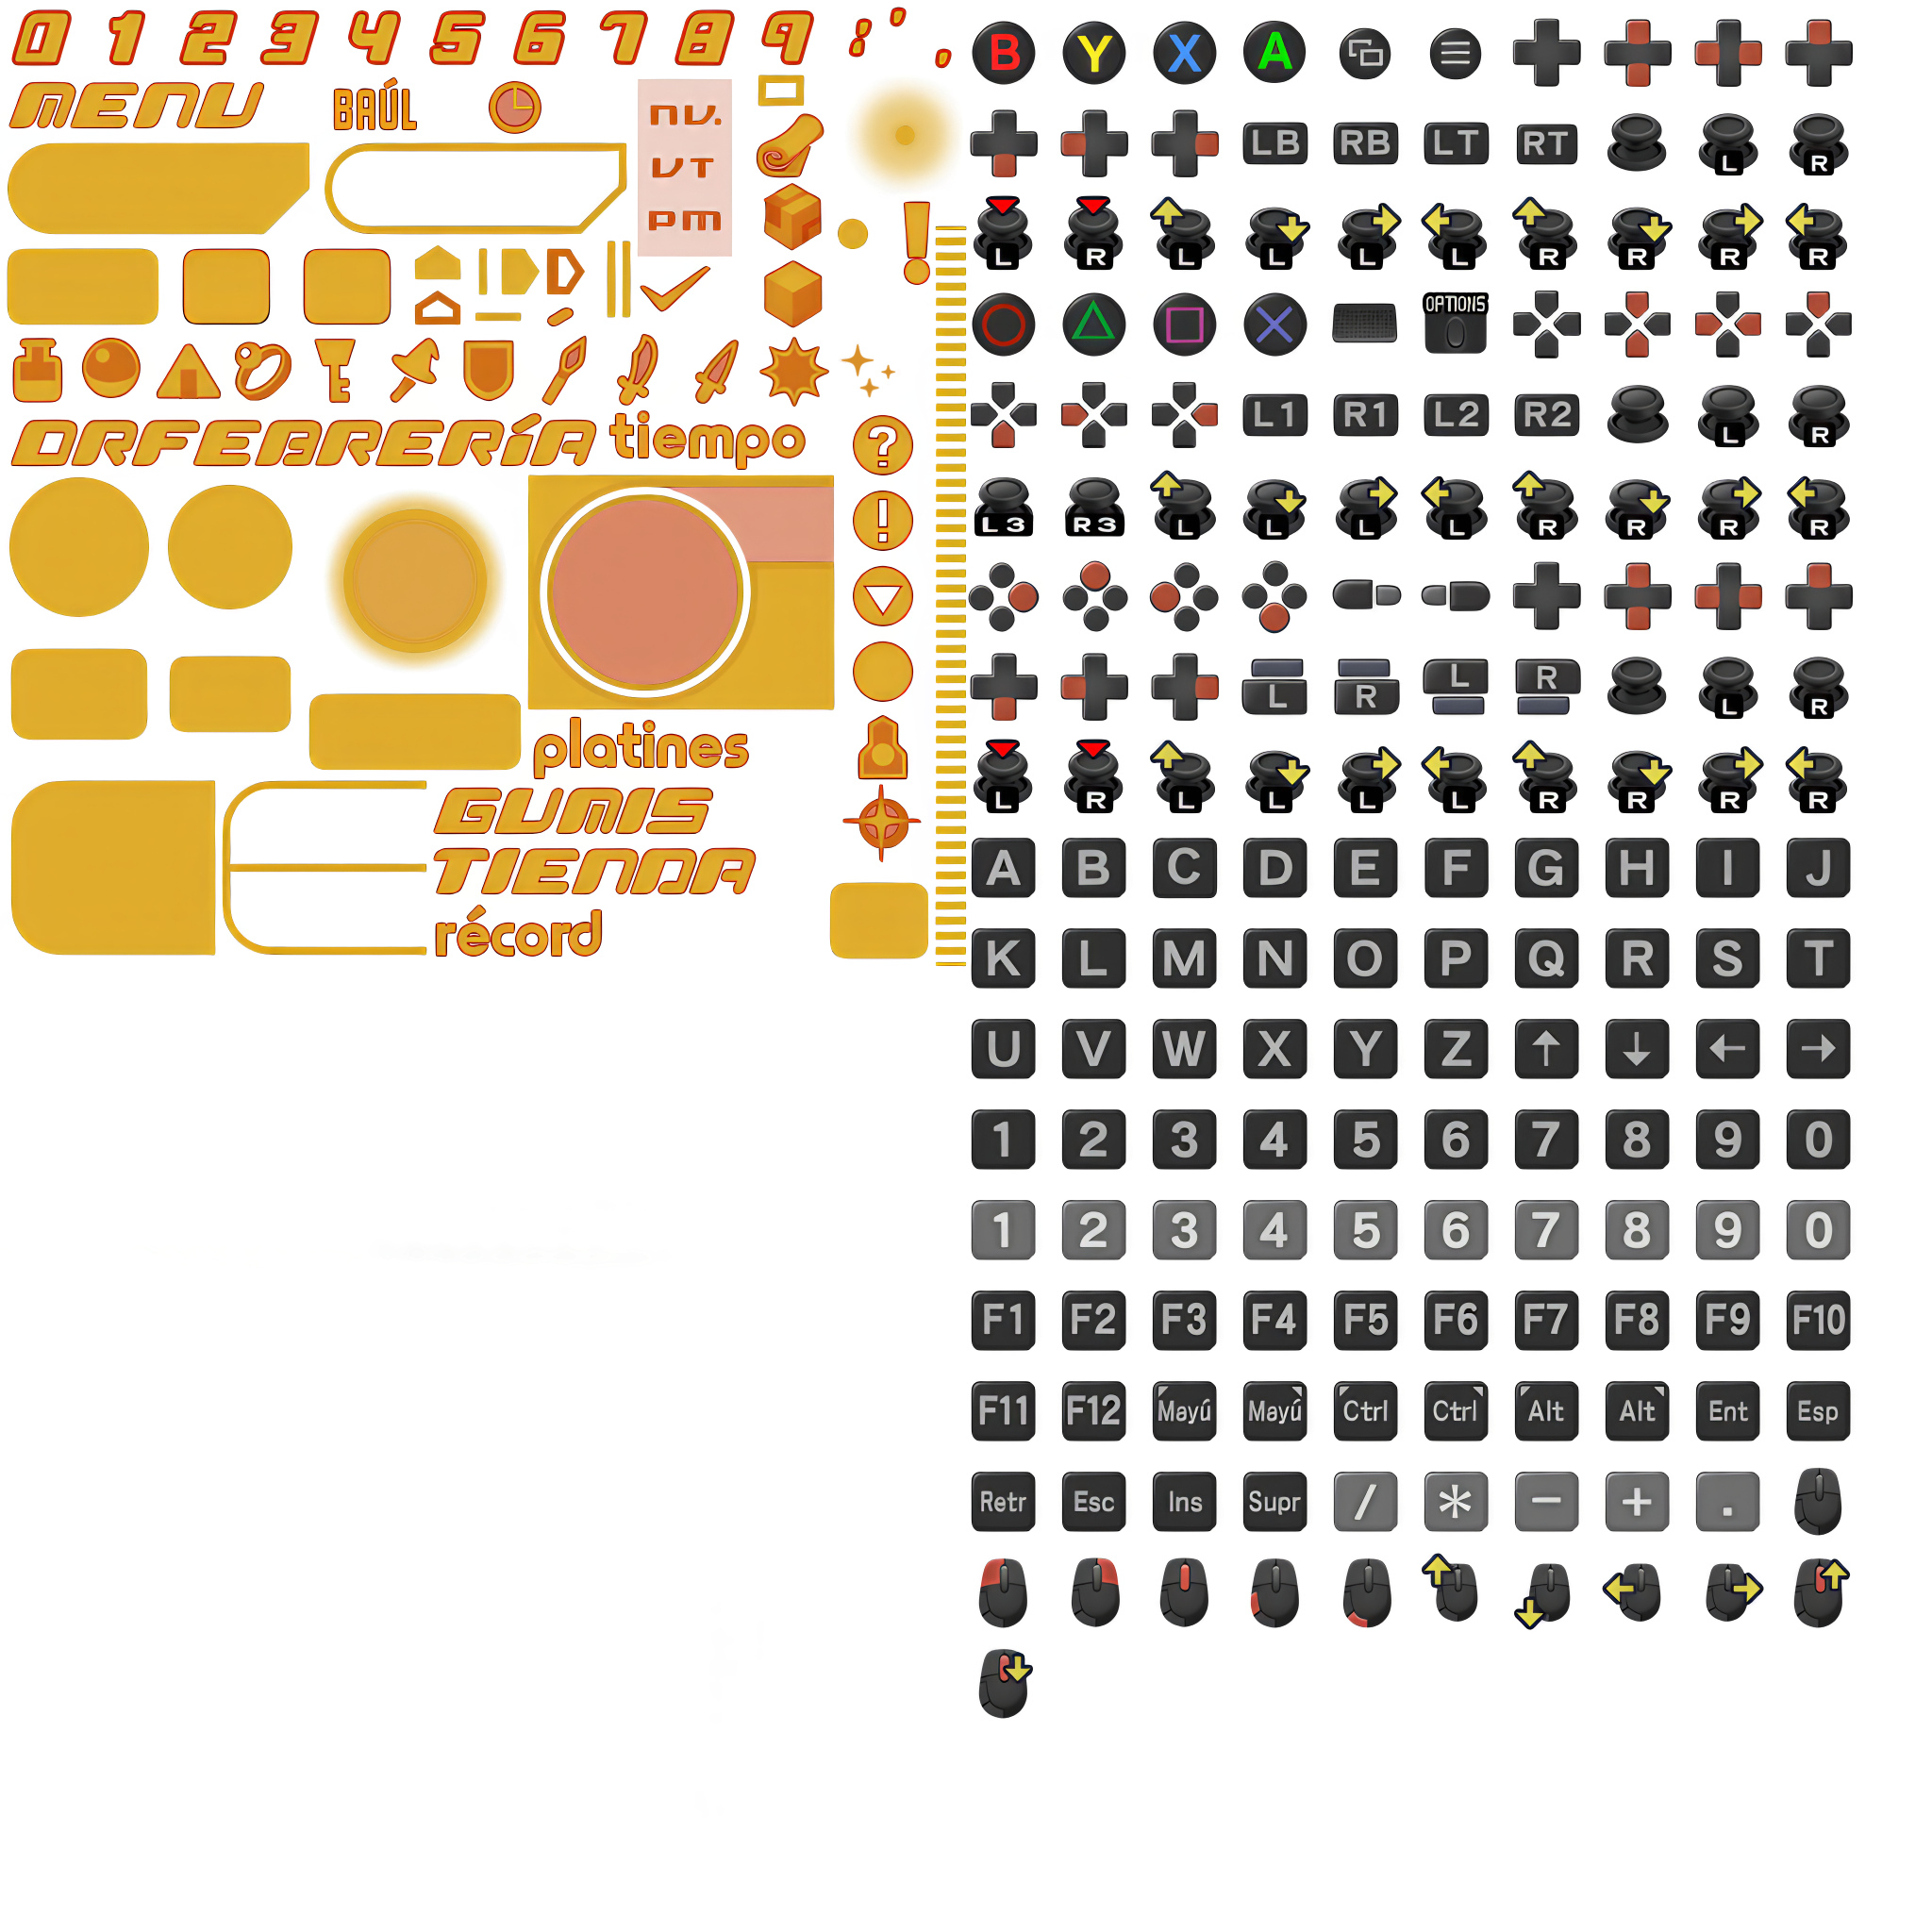 0 1 2 3 4 5 6 7 8 9 : ' ,
MENU
BAÚL
NV.
VT
PM
!
ORFEBRERÍA
tiempo
?
!
platines
GUMIS
TIENDA
récord
B Y X A
LB RB LT RT L R
L R L L L L R R R R
OPTIONS
L1 R1 L2 R2 L R
L3 R3 L L L L R R R R
L R L R L R
L R L L L L R R R R
A B C D E F G H I J
K L M N O P Q R S T
U V W X Y Z ↑ ↓ ← →
1 2 3 4 5 6 7 8 9 0
1 2 3 4 5 6 7 8 9 0
F1 F2 F3 F4 F5 F6 F7 F8 F9 F10
F11 F12 Mayú Mayú Ctrl Ctrl Alt Alt Ent Esp
Retr Esc Ins Supr / * - + .